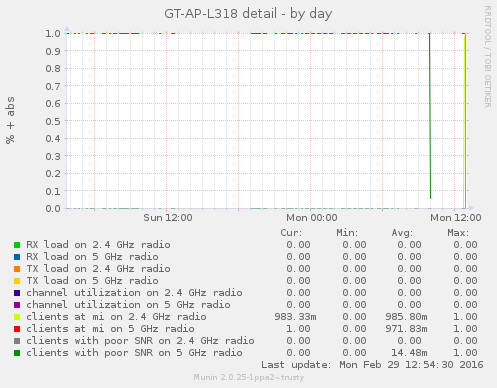 GT-AP-L318 detail - by day
RRDTOOL / TOBI OETIKER
% + abs
1.0
0.9
0.8
0.7
0.6
0.5
0.4
0.3
0.2
0.1
0.0
Sun 12:00 Mon 00:00 Mon 12:00
Cur: Min: Avg: Max:
RX load on 2.4 GHz radio 0.00 0.00 0.00 0.00
RX load on 5 GHz radio 0.00 0.00 0.00 0.00
TX load on 2.4 GHz radio 0.00 0.00 0.00 0.00
TX load on 5 GHz radio 0.00 0.00 0.00 0.00
channel utilization on 2.4 GHz radio 0.00 0.00 0.00 0.00
channel utilization on 5 GHz radio 0.00 0.00 0.00 0.00
clients at mi on 2.4 GHz radio 983.33m 0.00 985.80m 1.00
clients at mi on 5 GHz radio 1.00 0.00 971.83m 1.00
clients with poor SNR on 2.4 GHz radio 0.00 0.00 0.00 0.00
clients with poor SNR on 5 GHz radio 0.00 0.00 14.48m 1.00
Last update: Mon Feb 29 12:54:30 2016
Munin 2.0.25-1ppa2~trusty